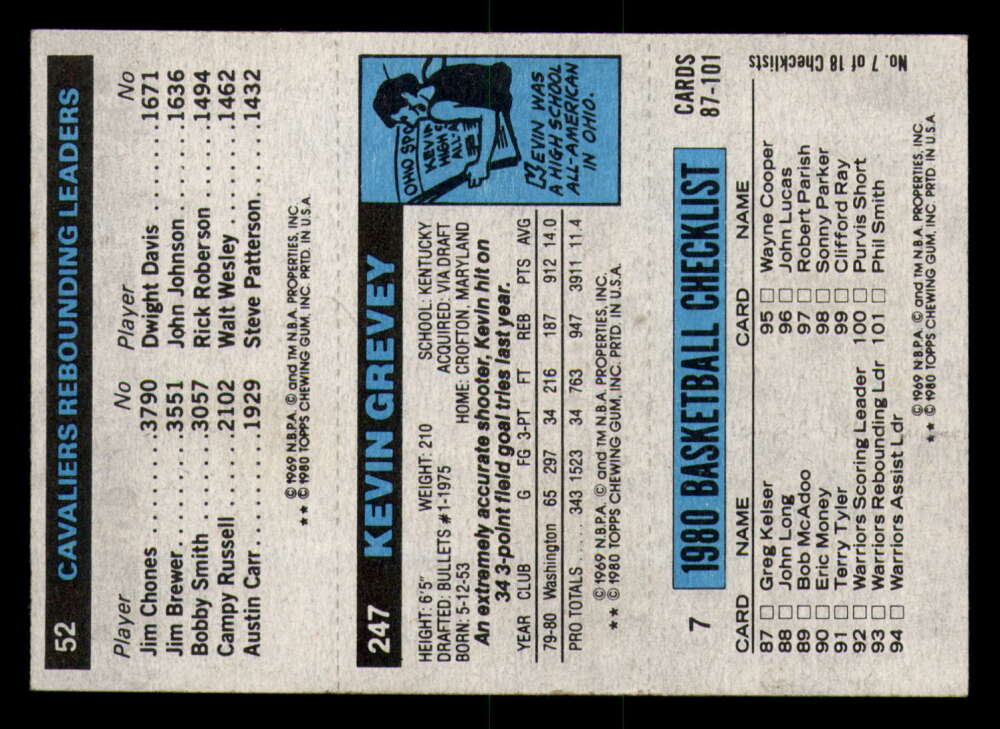 52 CAVALIERS REBOUNDING LEADERS
Player No Player No
Jim Chones . . . .3790 Dwight Davis . . . . . .1671
Jim Brewer. . . . .3551 John Johnson. . . . .1636
Bobby Smith . . .3057 Rick Roberson . . .1494
Campy Russell . .2102 Walt Wesley . . . . . .1462
Austin Carr. . . . .1929 Steve Patterson. . .1432
© 1969 N.B.P.A. © and TM N.B.A. PROPERTIES, INC.
★★ © 1980 TOPPS CHEWING GUM, INC. PRTD. IN U.S.A.
247 KEVIN GREVEY
HEIGHT: 6'5" WEIGHT: 210 SCHOOL: KENTUCKY
DRAFTED: BULLETS #1-1975 ACQUIRED: VIA DRAFT
BORN: 5-12-53 HOME: CROFTON, MARYLAND
An extremely accurate shooter, Kevin hit on
34 3-point field goal tries last year.
YEAR CLUB G FG 3-PT FT REB PTS AVG
79-80 Washington 65 297 34 216 187 912 14.0
PRO TOTALS . . . . . 343 1523 34 763 947 3911 11.4
© 1969 N.B.P.A. © and TM N.B.A. PROPERTIES, INC.
★★ © 1980 TOPPS CHEWING GUM, INC. PRTD. IN U.S.A.
OHIO SPO
KEVIN
HIGH S
ALL-A
KEVIN WAS
A HIGH SCHOOL
ALL-AMERICAN
IN OHIO.
7 1980 BASKETBALL CHECKLIST CARDS
87-101
CARD NAME CARD NAME
87 □ Greg Kelser 95 □ Wayne Cooper
88 □ John Long 96 □ John Lucas
89 □ Bob McAdoo 97 □ Robert Parish
90 □ Eric Money 98 □ Sonny Parker
91 □ Terry Tyler 99 □ Clifford Ray
92 □ Warriors Scoring Leader 100 □ Purvis Short
93 □ Warriors Rebounding Ldr 101 □ Phil Smith
94 □ Warriors Assist Ldr
© 1969 N.B.P.A. © and TM N.B.A. PROPERTIES, INC.
★★ © 1980 TOPPS CHEWING GUM, INC. PRTD. IN U.S.A.
No. 7 of 18 Checklists